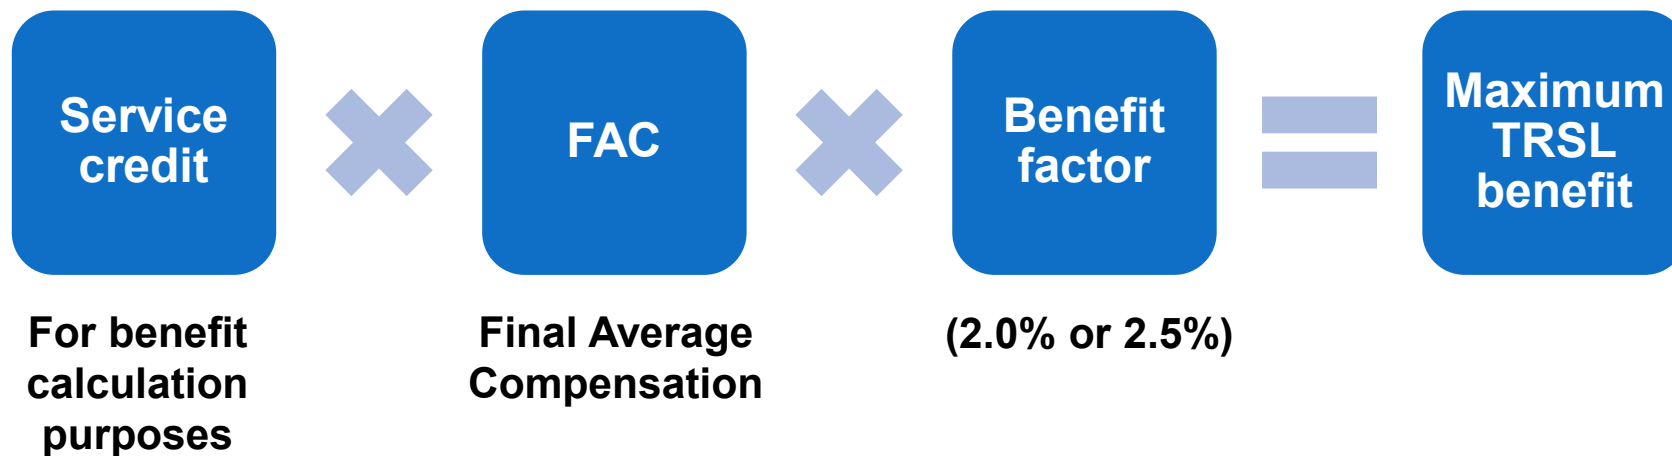 Service
credit
FAC
Benefit
factor
Maximum
TRSL
benefit
For benefit
calculation
purposes
Final Average
Compensation
(2.0% or 2.5%)